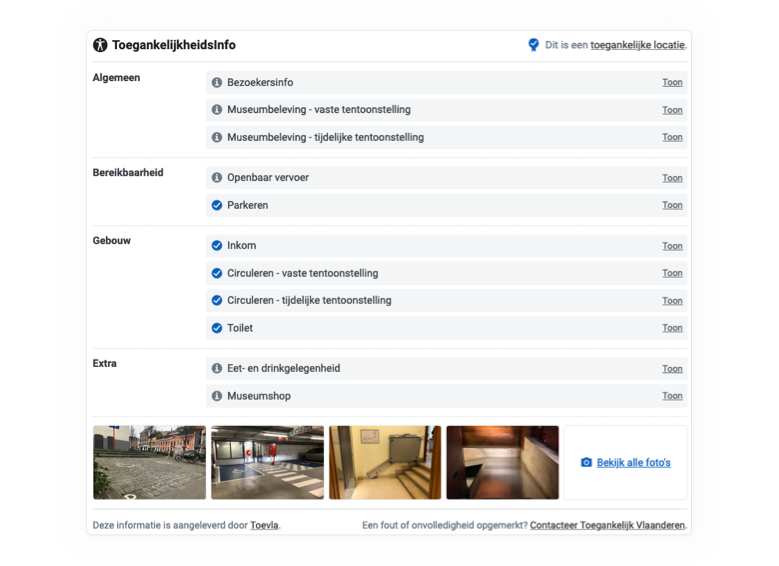 ToegankelijkheidsInfo
Dit is een toegankelijke locatie.
Algemeen
Bezoekersinfo Toon
Museumbeleving - vaste tentoonstelling Toon
Museumbeleving - tijdelijke tentoonstelling Toon
Bereikbaarheid
Openbaar vervoer Toon
Parkeren Toon
Gebouw
Inkom Toon
Circuleren - vaste tentoonstelling Toon
Circuleren - tijdelijke tentoonstelling Toon
Toilet Toon
Extra
Eet- en drinkgelegenheid Toon
Museumshop Toon
Bekijk alle foto's
Deze informatie is aangeleverd door Toevla.
Een fout of onvolledigheid opgemerkt? Contacteer Toegankelijk Vlaanderen.